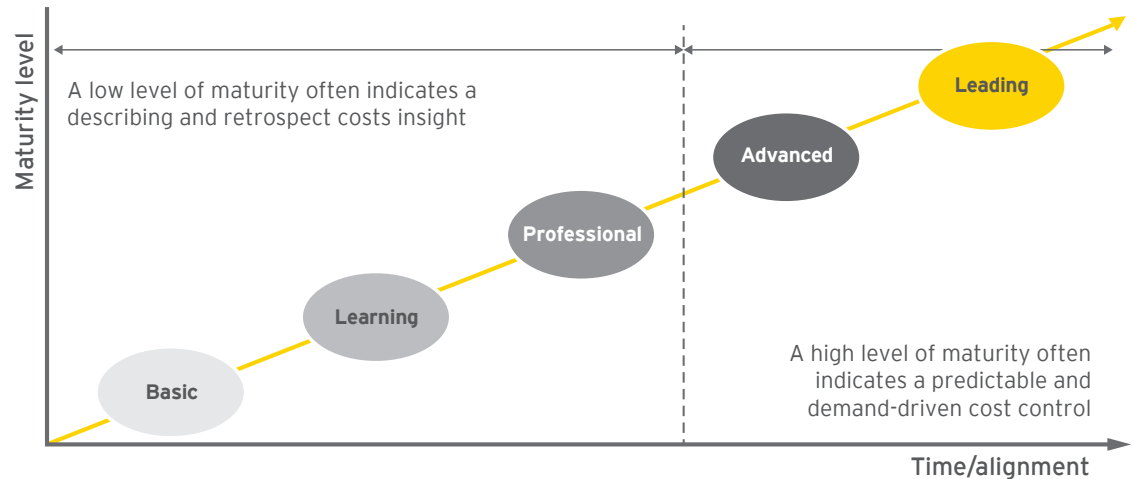 Maturity level
A low level of maturity often indicates a
describing and retrospect costs insight
Leading
Advanced
Professional
Learning
Basic
A high level of maturity often
indicates a predictable and
demand-driven cost control
Time/alignment